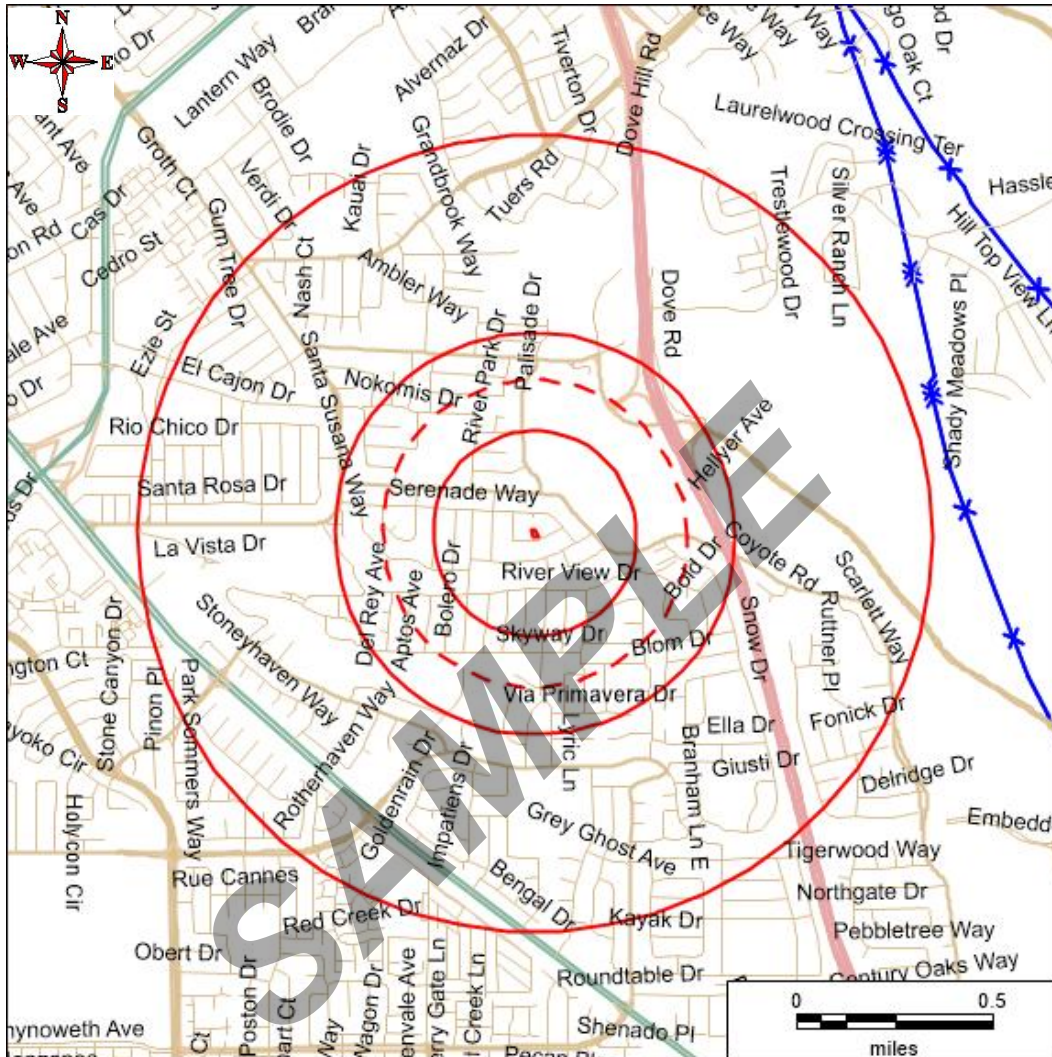 N
W E
S
Lantern Way
Alvernaz Dr
Tiverton Dr
Dove Hill Rd
Brodie Dr
Groth Ct
Verdi Dr
Kauai Dr
Grandbrook Way
Tuers Rd
Laurelwood Crossing Ter
Cas Dr
Cedro St
Gum Tree Dr
Nash Ct
Ambler Way
Trestlewood Dr
Silver Ranch Ln
Hill Top View Ln
Dove Rd
Shady Meadows Pl
Ezie St
El Cajon Dr
Santa Susana Way
Nokomis Dr
River Park Dr
Palisade Dr
Rio Chico Dr
Hellyer Ave
Santa Rosa Dr
Serenade Way
La Vista Dr
Coyote Rd
River View Dr
Bold Dr
Scarlett Way
Del Rey Ave
Aptos Ave
Bolero Dr
Skyway Dr
Blom Dr
Snow Dr
Ruttner Pl
Stoneyhaven Way
Stone Canyon Dr
Pinon Pl
Park Sommers Way
Via Primavera Dr
Rotherhaven Way
Lyric Ln
Ella Dr
Fonick Dr
Branham Ln E
Giusti Dr
Delridge Dr
Goldenrain Dr
Impatiens Dr
Grey Ghost Ave
Holycon Cir
Embedd
Tigerwood Way
Rue Cannes
Bengal Dr
Northgate Dr
Red Creek Dr
Kayak Dr
Pebbletree Way
Obert Dr
Poston Dr
Wagon Dr
Roundtable Dr
Century Oaks Way
Shenado Pl
hynoweth Ave
Pecan Pl
SAMPLE
0 0.5
miles